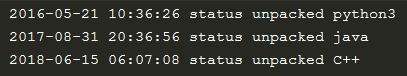 2016-05-21 10:36:26 status unpacked python3
2017-08-31 20:36:56 status unpacked java
2018-06-15 06:07:08 status unpacked C++